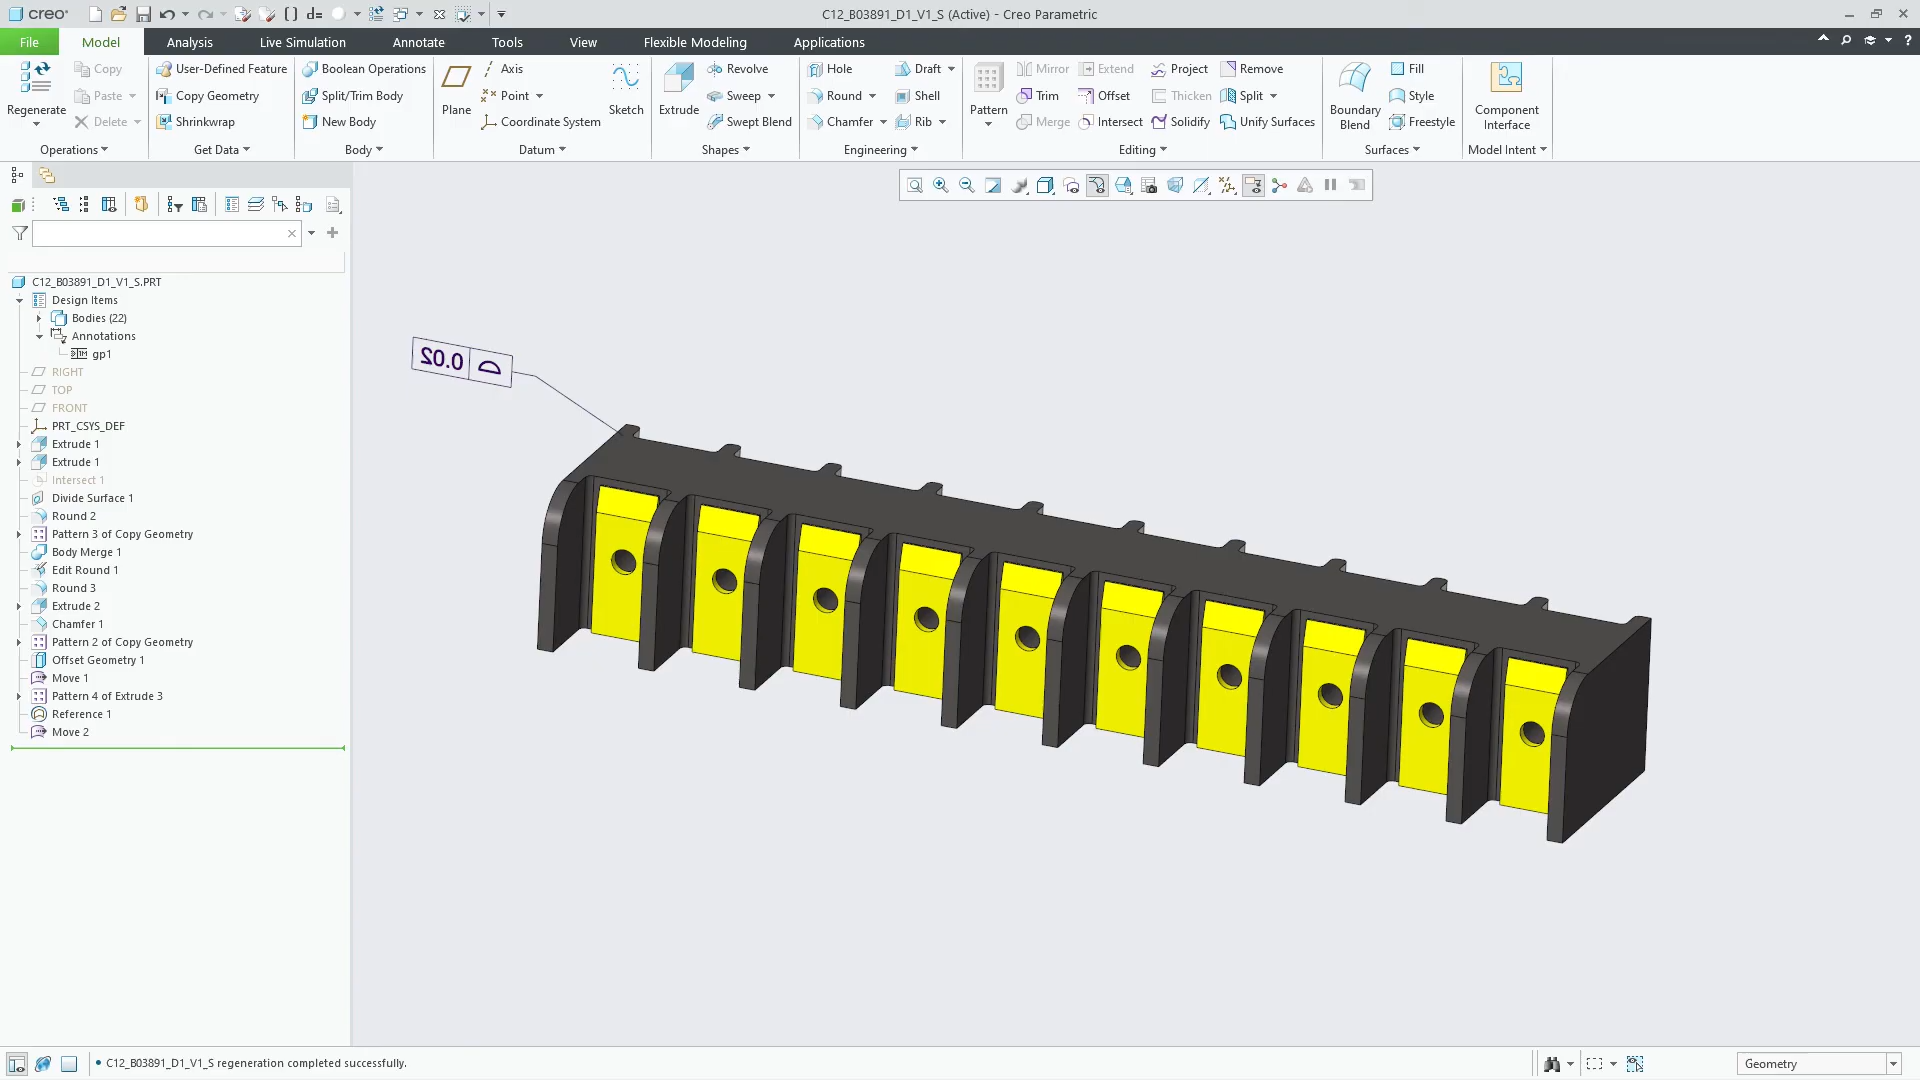 creo
d=
C12_B03891_D1_V1_S (Active) - Creo Parametric
File Model Analysis Live Simulation Annotate Tools View Flexible Modeling Applications
Regenerate
Copy
Paste
Delete
Operations
User-Defined Feature
Copy Geometry
Shrinkwrap
Get Data
Boolean Operations
Split/Trim Body
New Body
Body
Plane
Axis
Point
Coordinate System
Sketch
Datum
Extrude
Revolve
Sweep
Swept Blend
Shapes
Hole
Round
Chamfer
Draft
Shell
Rib
Engineering
Pattern
Mirror
Trim
Merge
Extend
Offset
Intersect
Project
Thicken
Solidify
Remove
Split
Unify Surfaces
Editing
Boundary
Blend
Fill
Style
Freestyle
Surfaces
Component
Interface
Model Intent
C12_B03891_D1_V1_S.PRT
Design Items
Bodies (22)
Annotations
gp1
RIGHT
TOP
FRONT
PRT_CSYS_DEF
Extrude 1
Extrude 1
Intersect 1
Divide Surface 1
Round 2
Pattern 3 of Copy Geometry
Body Merge 1
Edit Round 1
Round 3
Extrude 2
Chamfer 1
Pattern 2 of Copy Geometry
Offset Geometry 1
Move 1
Pattern 4 of Extrude 3
Reference 1
Move 2
0.02
• C12_B03891_D1_V1_S regeneration completed successfully.
Geometry